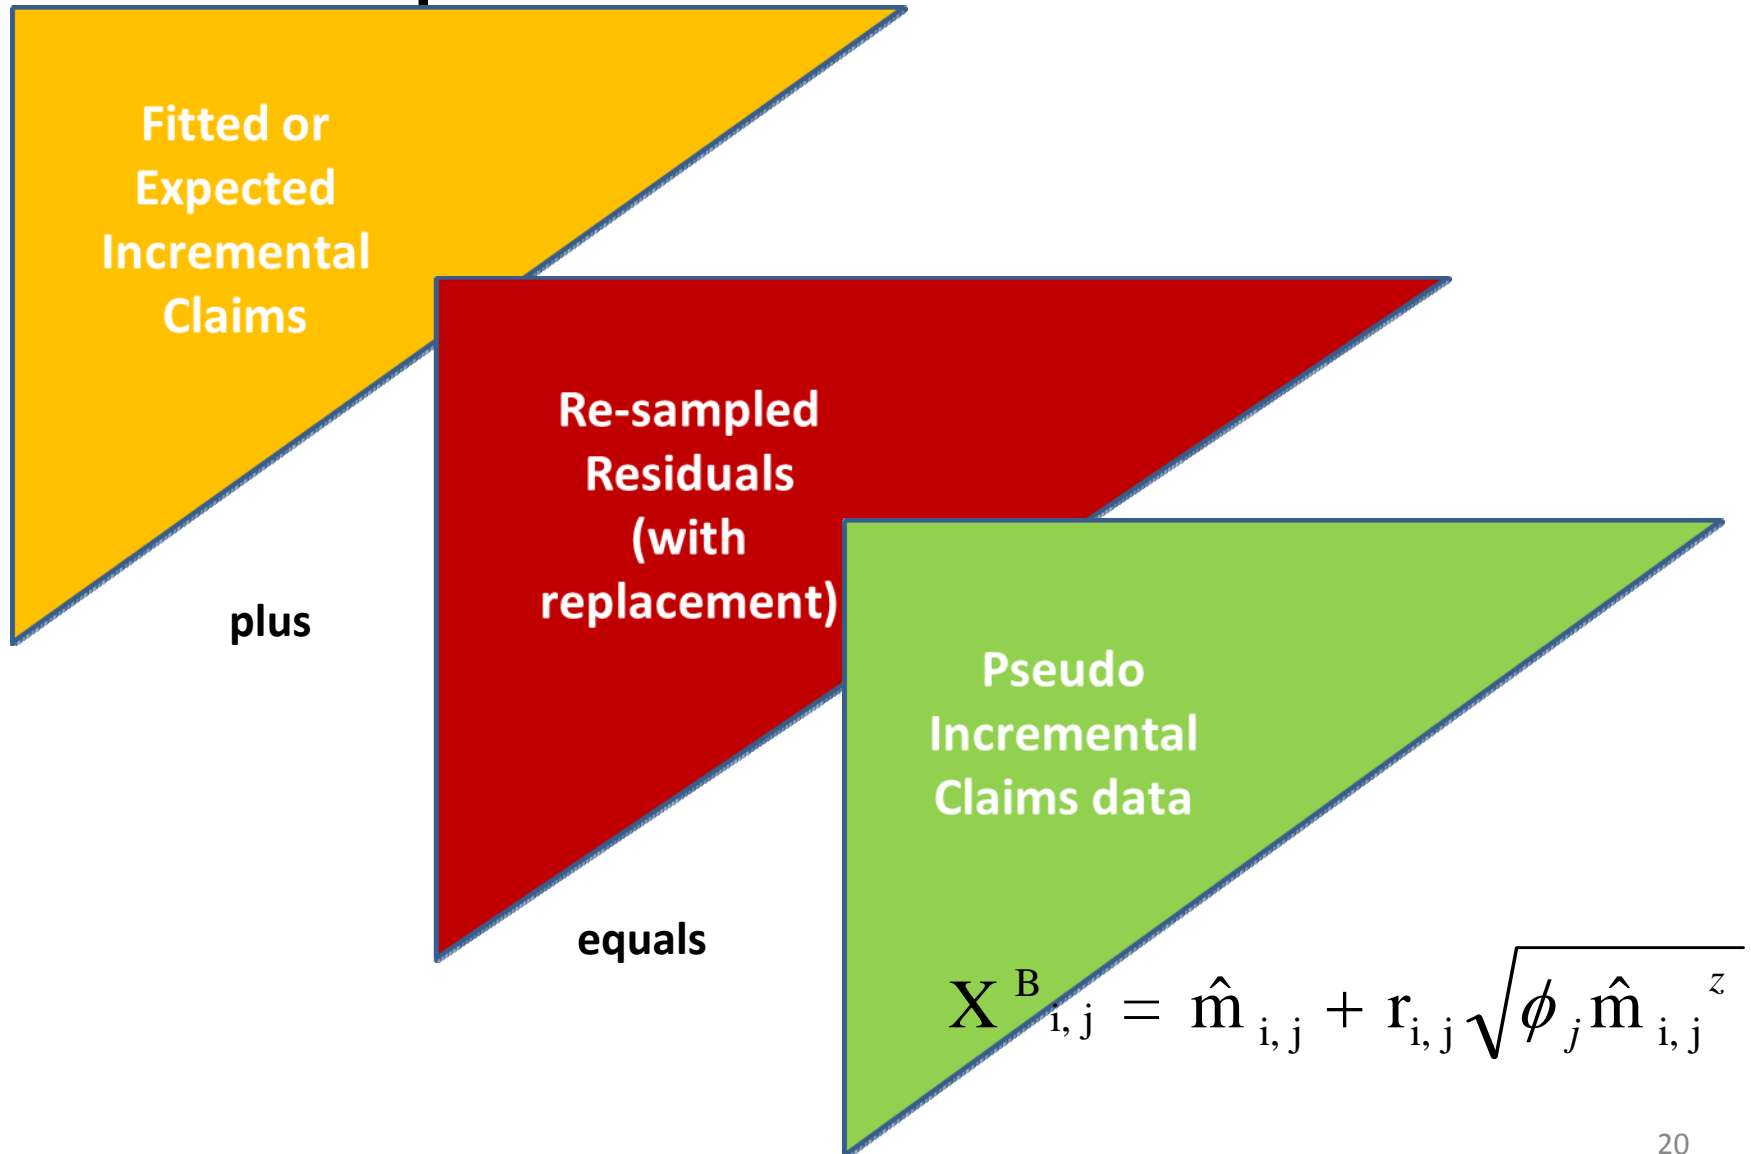 Fitted or
Expected
Incremental
Claims
Re-sampled
Residuals
(with
replacement)
plus
Pseudo
Incremental
Claims data
equals
X^B_{i,j} = m̂_{i,j} + r_{i,j}√(ϕ_j m̂_{i,j}^z)
20